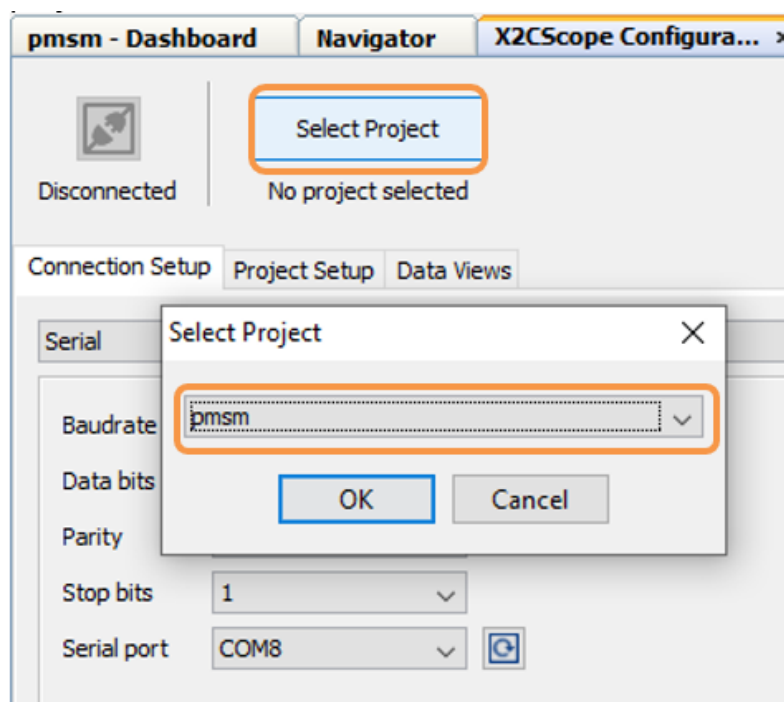 pmsm - Dashboard Navigator X2CScope Configura...
Select Project
Disconnected No project selected
Connection Setup Project Setup Data Views
Serial Select Project
Baudrate pmsm
Data bits OK Cancel
Parity
Stop bits 1
Serial port COM8